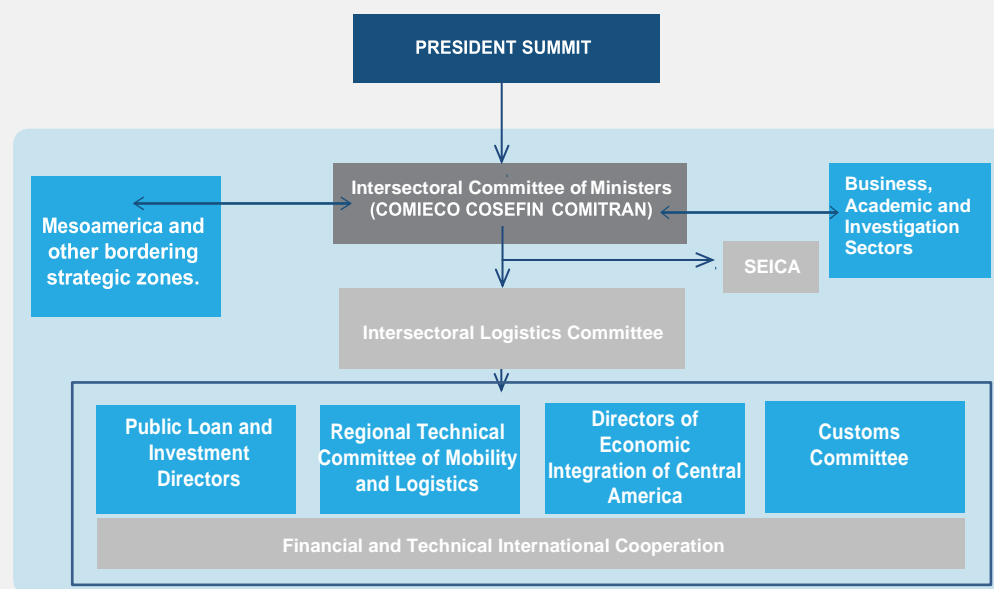 PRESIDENT SUMMIT
Intersectoral Committee of Ministers
(COMIECO COSEFIN COMITRAN)
Mesoamerica and
other bordering
strategic zones.
Business,
Academic and
Investigation
Sectors
SEICA
Intersectoral Logistics Committee
Public Loan and
Investment
Directors
Regional Technical
Committee of Mobility
and Logistics
Directors of
Economic
Integration of Central
America
Customs
Committee
Financial and Technical International Cooperation